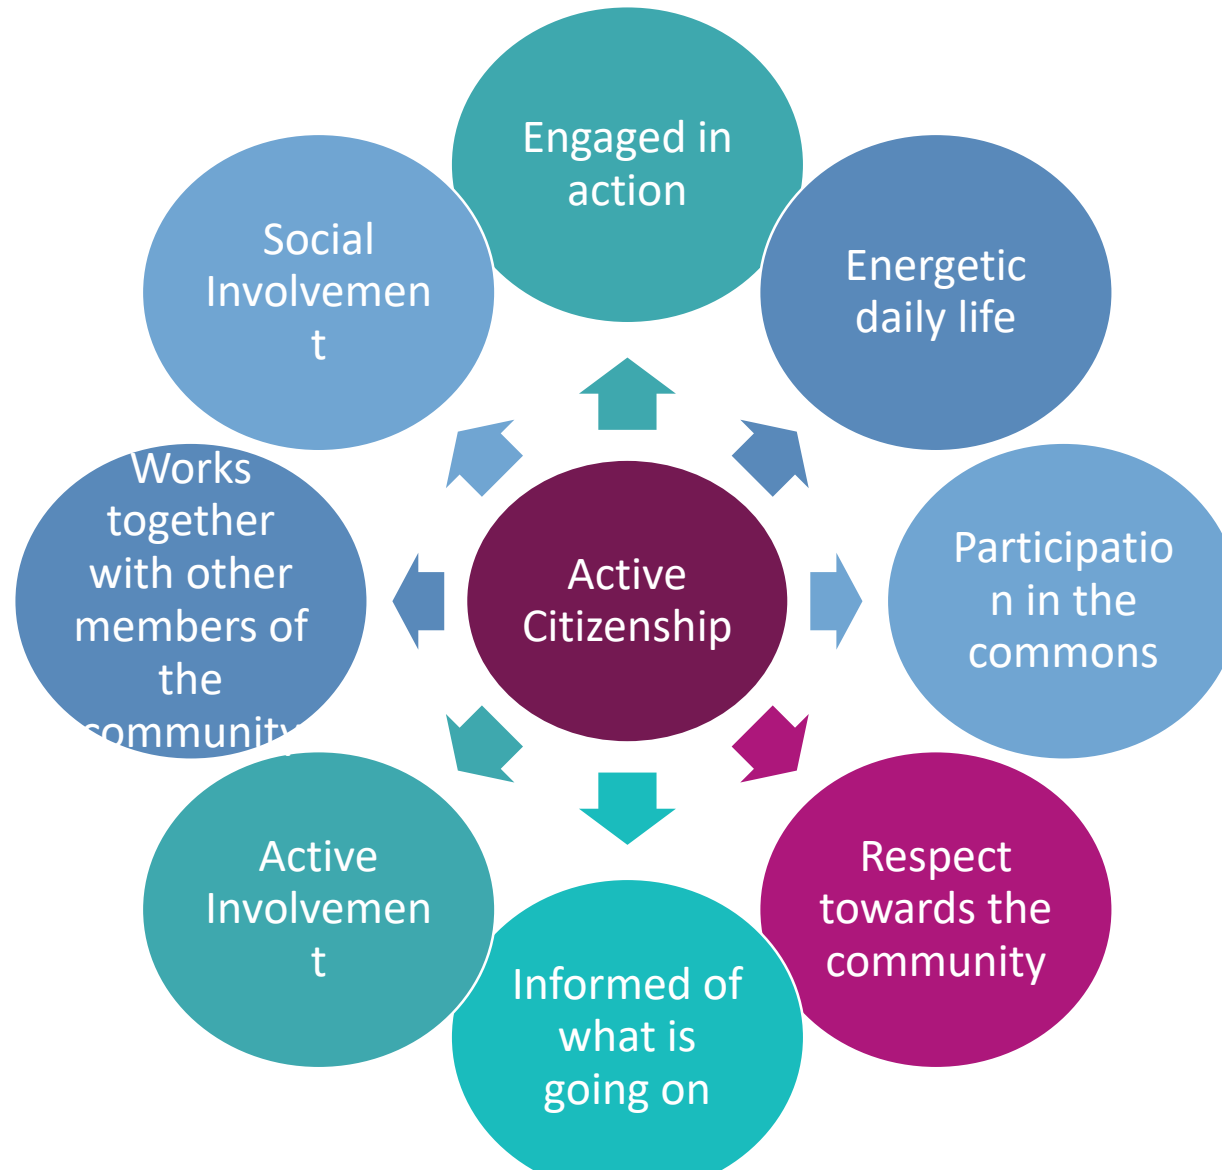 Engaged in
action
Energetic
daily life
Participatio
n in the
commons
Respect
towards the
community
Informed of
what is
going on
Active
Involvemen
t
Works
together
with other
members of
the
community
Social
Involvemen
t
Active
Citizenship